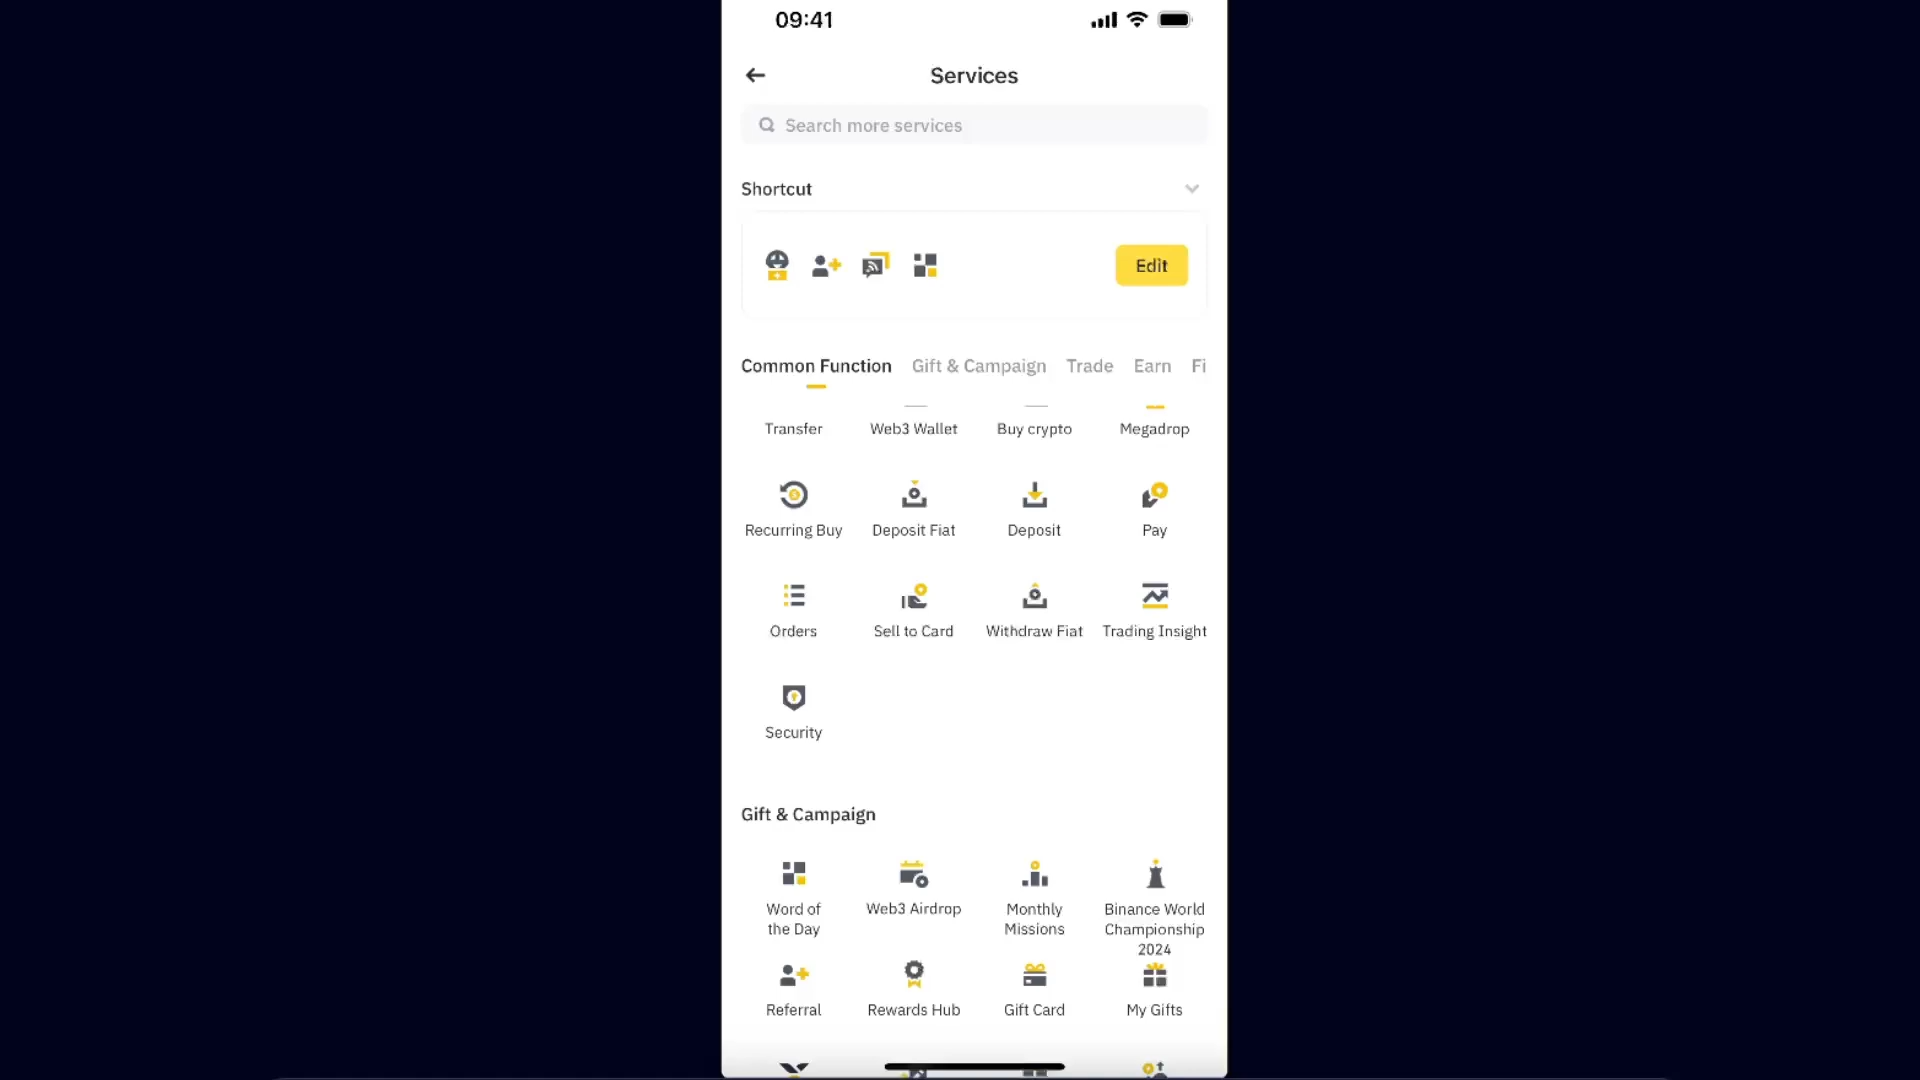 09:41
Services
Search more services
Shortcut
Edit
Common Function Gift & Campaign Trade Earn Fi
Transfer Web3 Wallet Buy crypto Megadrop
Recurring Buy Deposit Fiat Deposit Pay
Orders Sell to Card Withdraw Fiat Trading Insight
Security
Gift & Campaign
Word of Web3 Airdrop Monthly Binance World
the Day Missions Championship
2024
Referral Rewards Hub Gift Card My Gifts